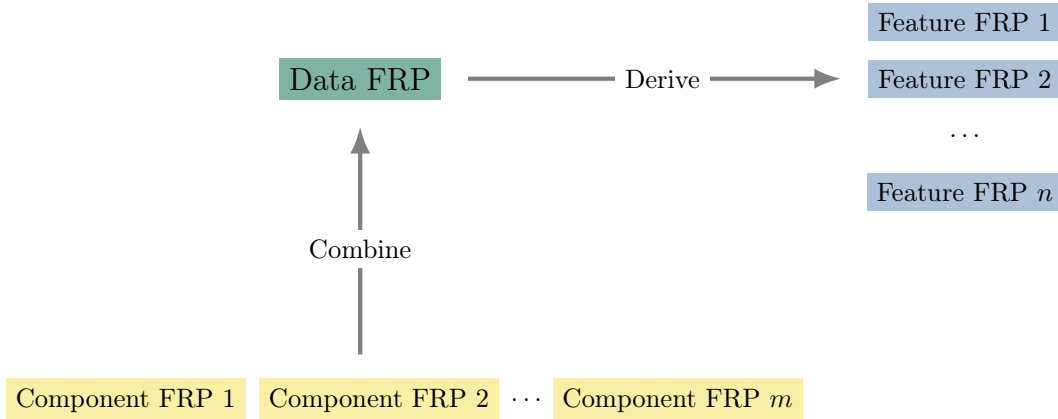 Feature FRP 1
Data FRP
Derive
Feature FRP 2
...
Feature FRP n
Combine
Component FRP 1 Component FRP 2 ... Component FRP m